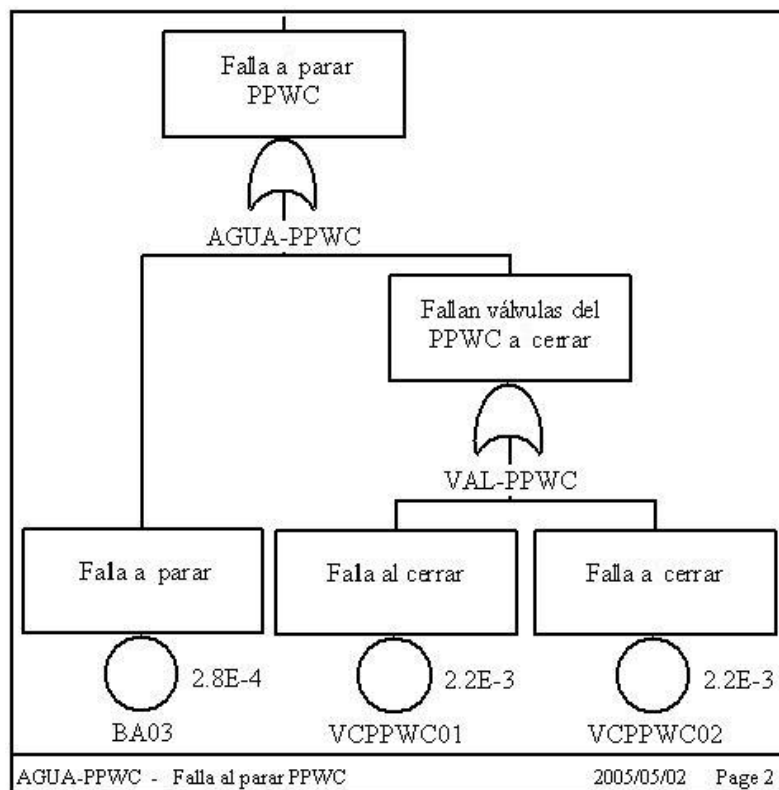 Falla a parar
PPWC
AGUA-PPWC
Fallan válvulas del
PPWC a cerrar
VAL-PPWC
Falla a parar
Falla al cerrar
Falla a cerrar
2.8E-4
2.2E-3
2.2E-3
BA03
VCPPWC01
VCPPWC02
AGUA-PPWC - Falla al parar PPWC
2005/05/02 Page 2